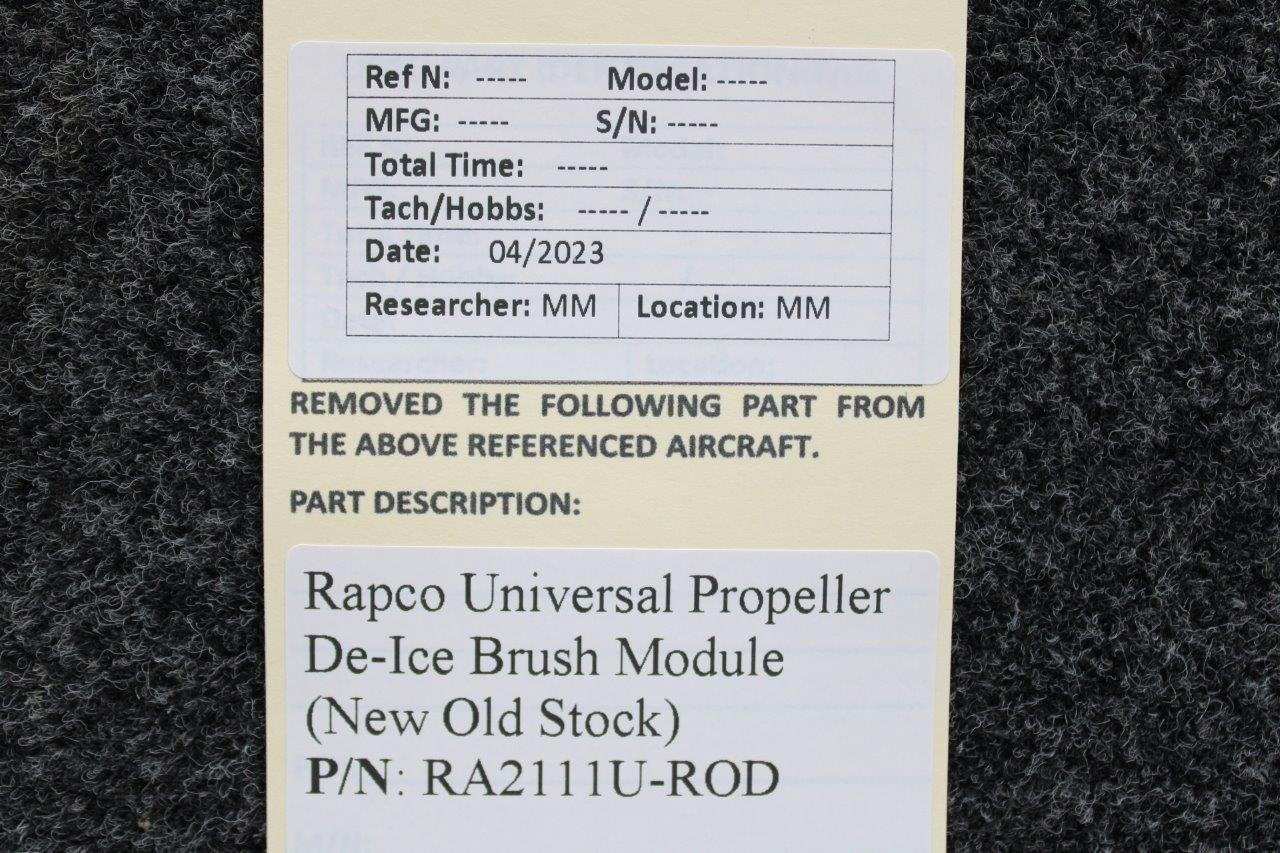 Ref N: ----- Model: -----
MFG: ----- S/N: -----
Total Time: -----
Tach/Hobbs: ----- / -----
Date: 04/2023
Researcher: MM Location: MM
REMOVED THE FOLLOWING PART FROM
THE ABOVE REFERENCED AIRCRAFT.
PART DESCRIPTION:
Rapco Universal Propeller
De-Ice Brush Module
(New Old Stock)
P/N: RA2111U-ROD